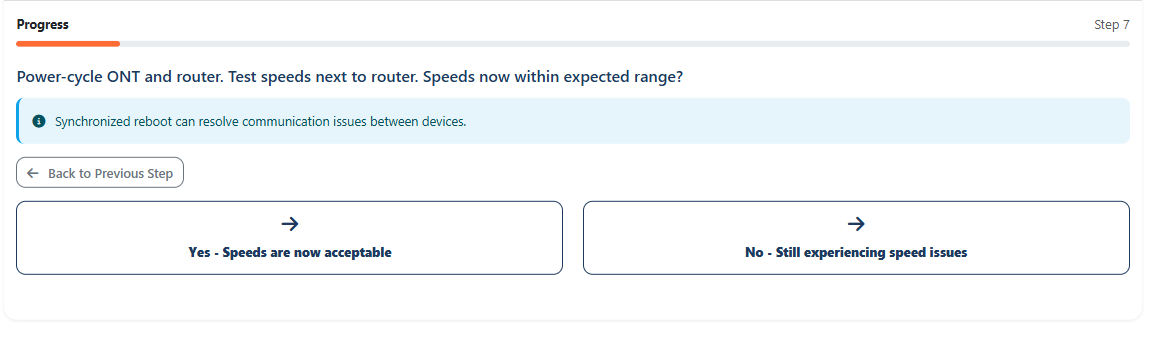 Progress
Step 7
Power-cycle ONT and router. Test speeds next to router. Speeds now within expected range?
Synchronized reboot can resolve communication issues between devices.
Back to Previous Step
Yes - Speeds are now acceptable
No - Still experiencing speed issues